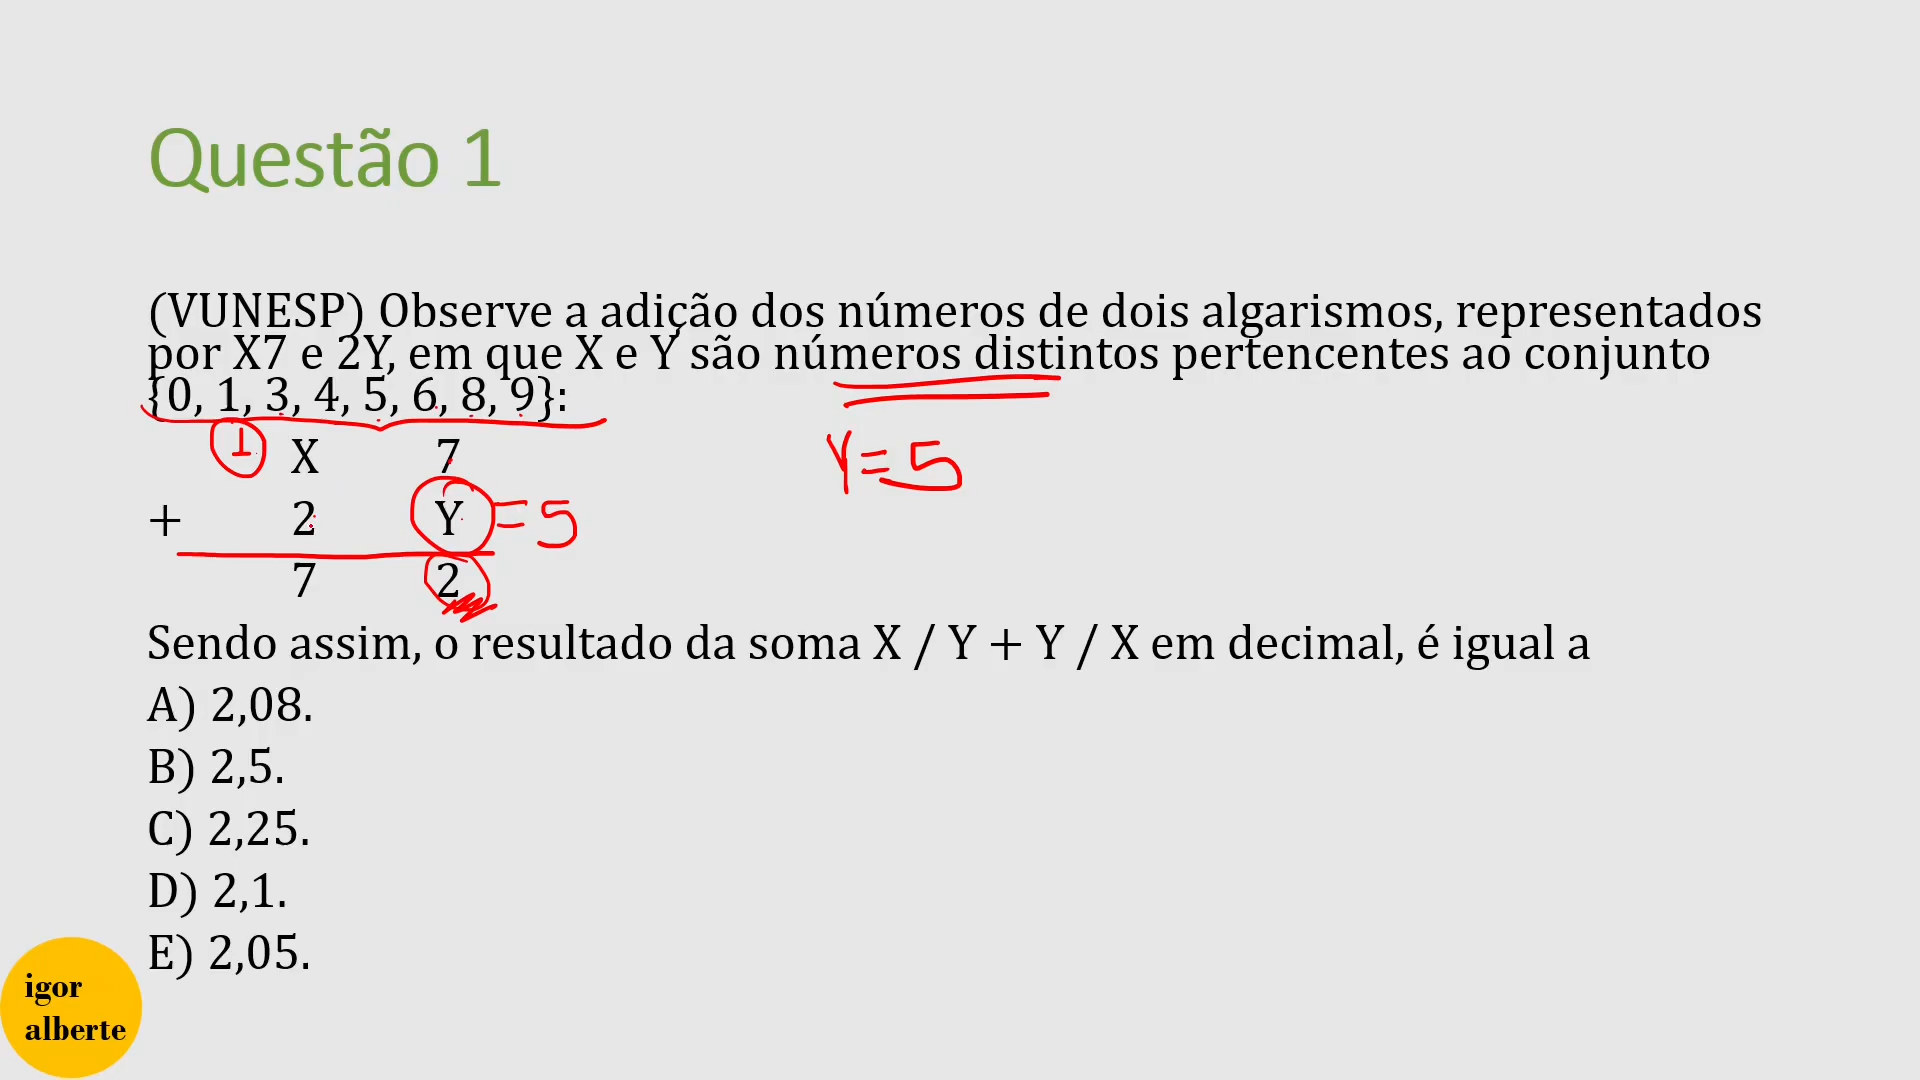 Questão 1
(VUNESP) Observe a adição dos números de dois algarismos, representados
por X7 e 2Y, em que X e Y são números distintos pertencentes ao conjunto
{0, 1, 3, 4, 5, 6, 8, 9}:
1 X 7
Y=5
+ 2 Y =5
7 2
Sendo assim, o resultado da soma X / Y + Y / X em decimal, é igual a
A) 2,08.
B) 2,5.
C) 2,25.
D) 2,1.
E) 2,05.
igor
alberte